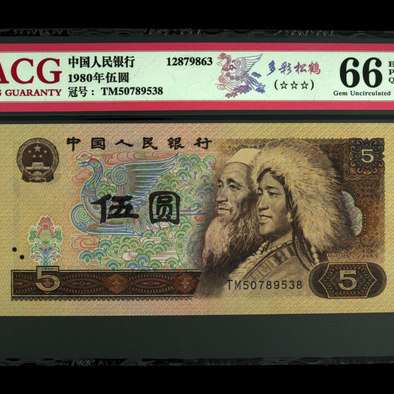 ACG
GUARANTY
中国人民银行
1980年伍圆
冠号： TM50789538
12879863
多彩松鹤
(☆☆☆)
66
Gem Uncirculated
中国人民银行
5
伍圆
5
5
TM50789538